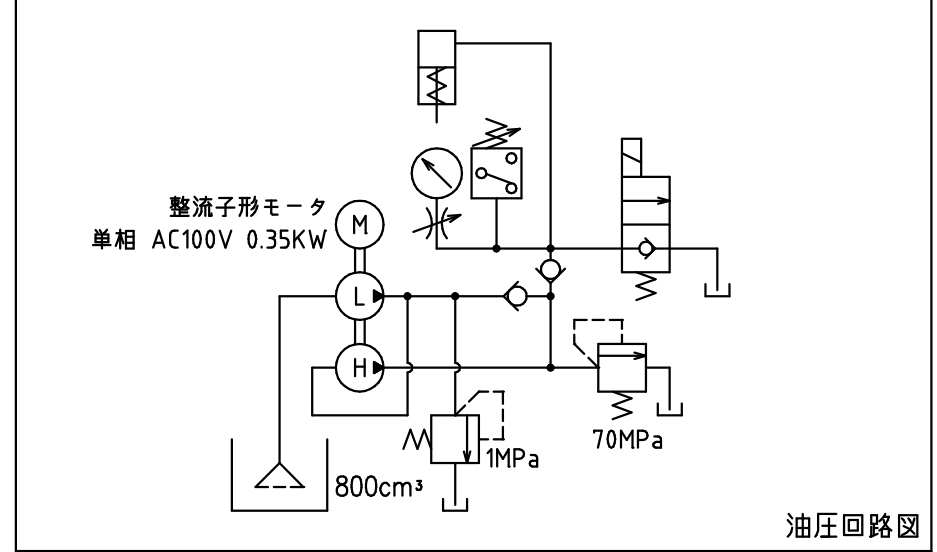 整流子形モータ
単相 AC100V 0.35KW
M
L
H
70MPa
1MPa
800cm³
油圧回路図